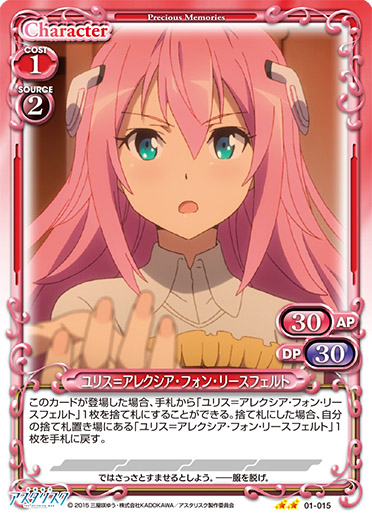 Precious Memories
Character
COST
1
SOURCE
2
30 AP
DP 30
ユリス＝アレクシア・フォン・リースフェルト
このカードが登場した場合、手札から「ユリス＝アレクシア・フォン・リー
スフェルト」1枚を捨て札にすることができる。捨て札にした場合、自分
の捨て札置き場にある「ユリス＝アレクシア・フォン・リースフェルト」1
枚を手札に戻す。
ではさっさとすませるとしよう。――服を脱げ。
アスタリスク
© 2015 三屋咲ゆう・株式会社KADOKAWA／アスタリスク製作委員会
01-015